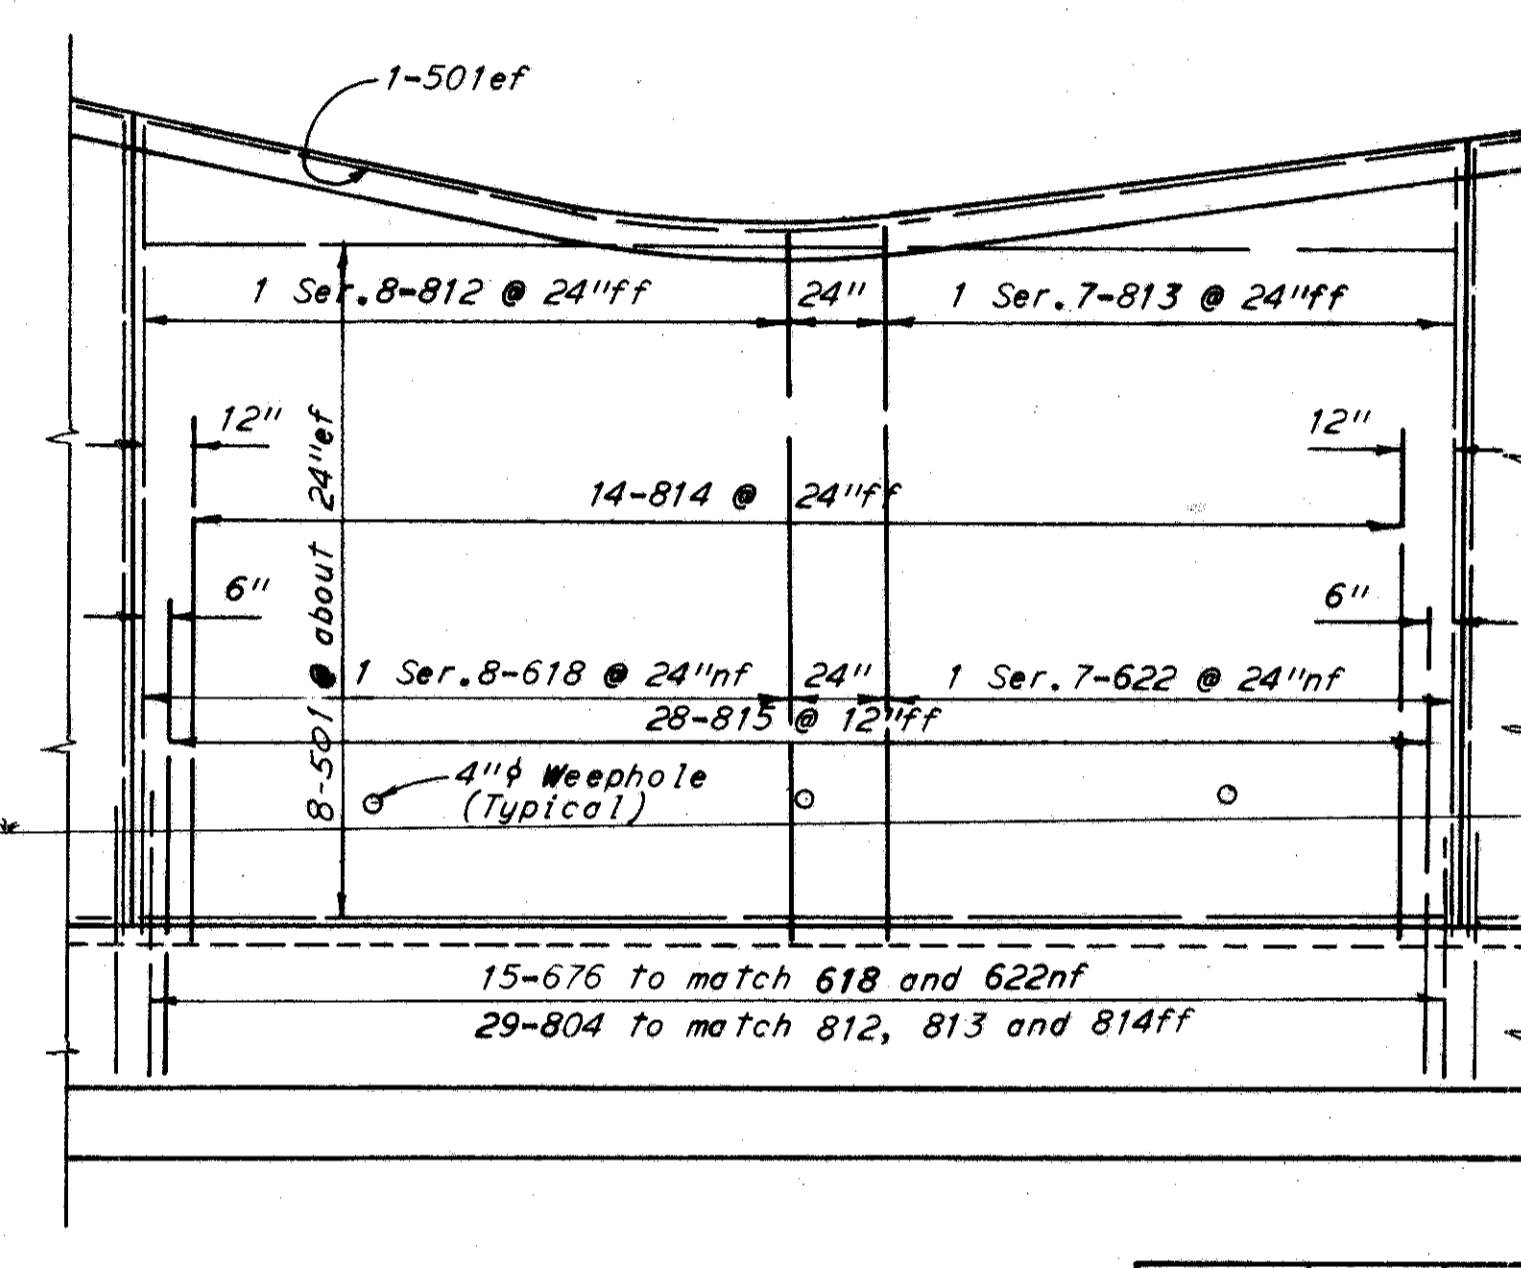 1-501ef
1 Ser.8-812 @ 24"ff
24"
1 Ser.7-813 @ 24"ff
12"
12"
8-501 @ about 24"ef
14-814 @ 24"ff
6"
6"
1 Ser.8-618 @ 24"nf
24"
1 Ser.7-622 @ 24"nf
28-815 @ 12"ff
4"φ Weephole
(Typical)
15-676 to match 618 and 622nf
29-804 to match 812, 813 and 814ff